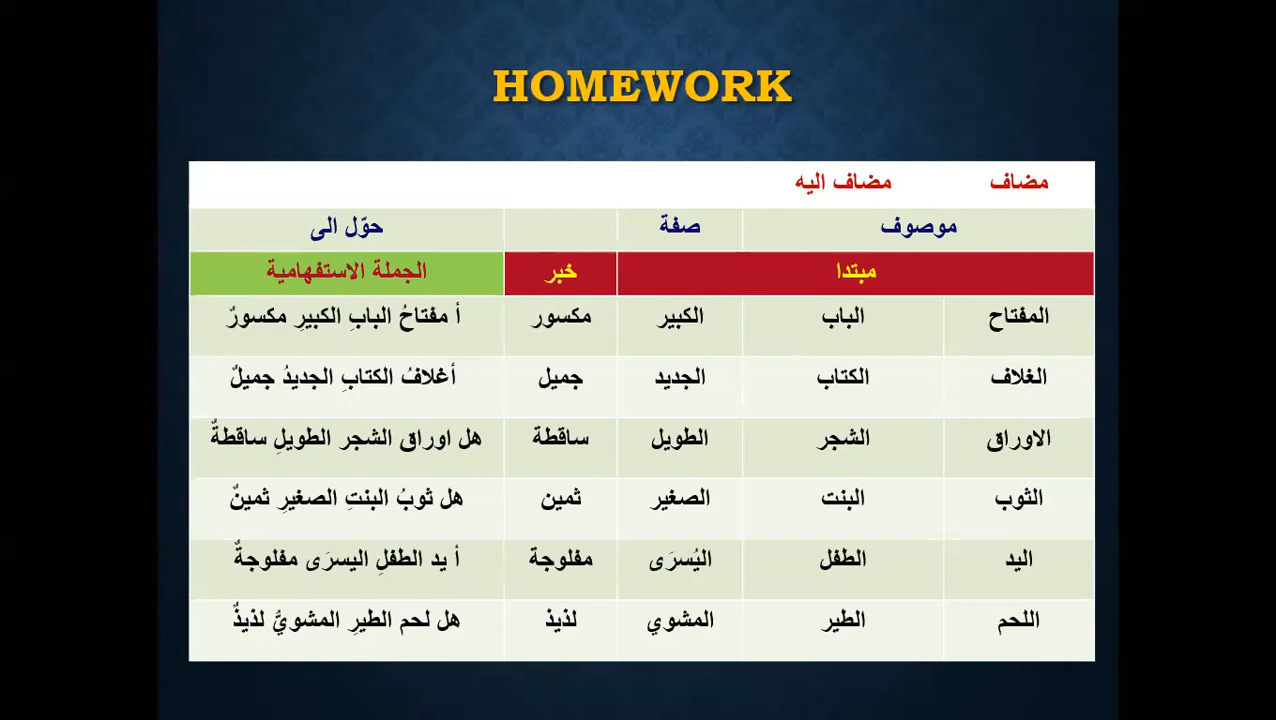 HOMEWORK
مضاف مضاف اليه
موصوف صفة حوّل الى
مبتدا خبر الجملة الاستفهامية
المفتاح الباب الكبير مكسور أ مفتاحُ البابِ الكبيرِ مكسورٌ
الغلاف الكتاب الجديد جميل أغلافُ الكتابِ الجديدُ جميلٌ
الاوراق الشجر الطويل ساقطة هل اوراق الشجر الطويلِ ساقطةٌ
الثوب البنت الصغير ثمين هل ثوبُ البنتِ الصغيرِ ثمينٌ
اليد الطفل اليُسرَى مفلوجة أ يد الطفلِ اليسرَى مفلوجةٌ
اللحم الطير المشوي لذيذ هل لحم الطيرِ المشويُّ لذيذٌ